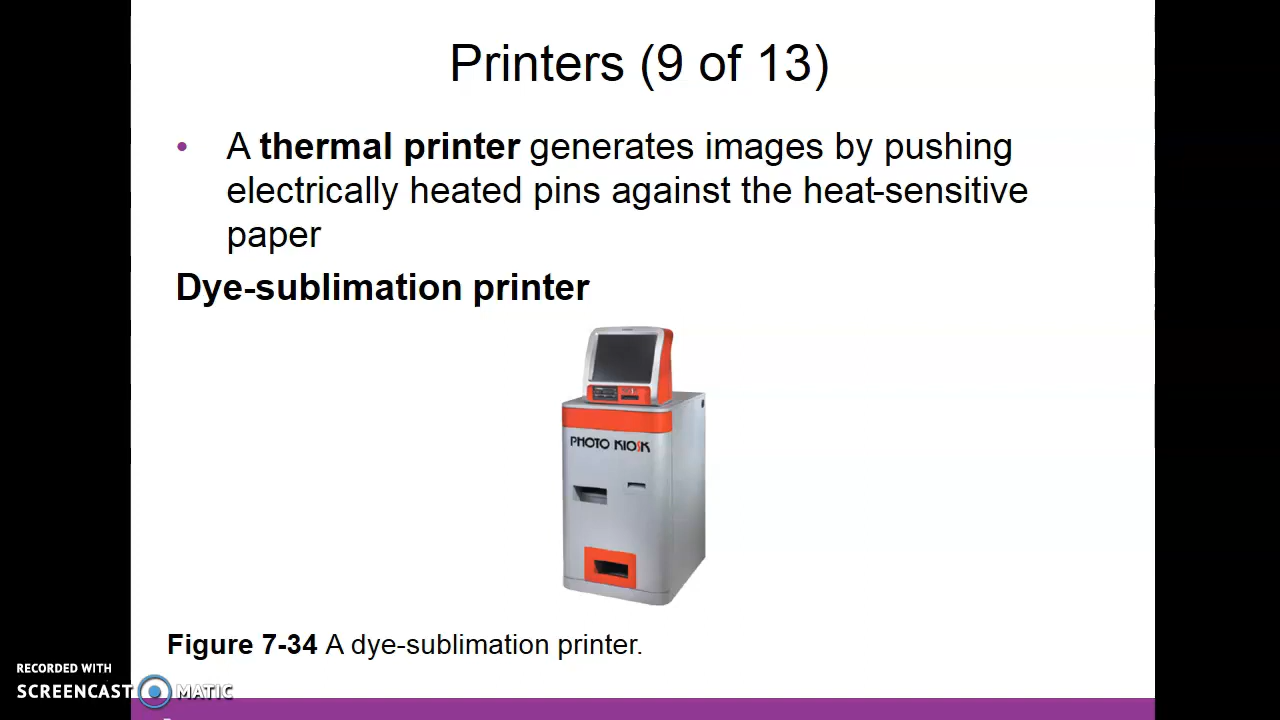 Printers (9 of 13)
• A thermal printer generates images by pushing
electrically heated pins against the heat-sensitive
paper
Dye-sublimation printer
PHOTO KIOSK
Figure 7-34 A dye-sublimation printer.
RECORDED WITH
SCREENCAST MATIC